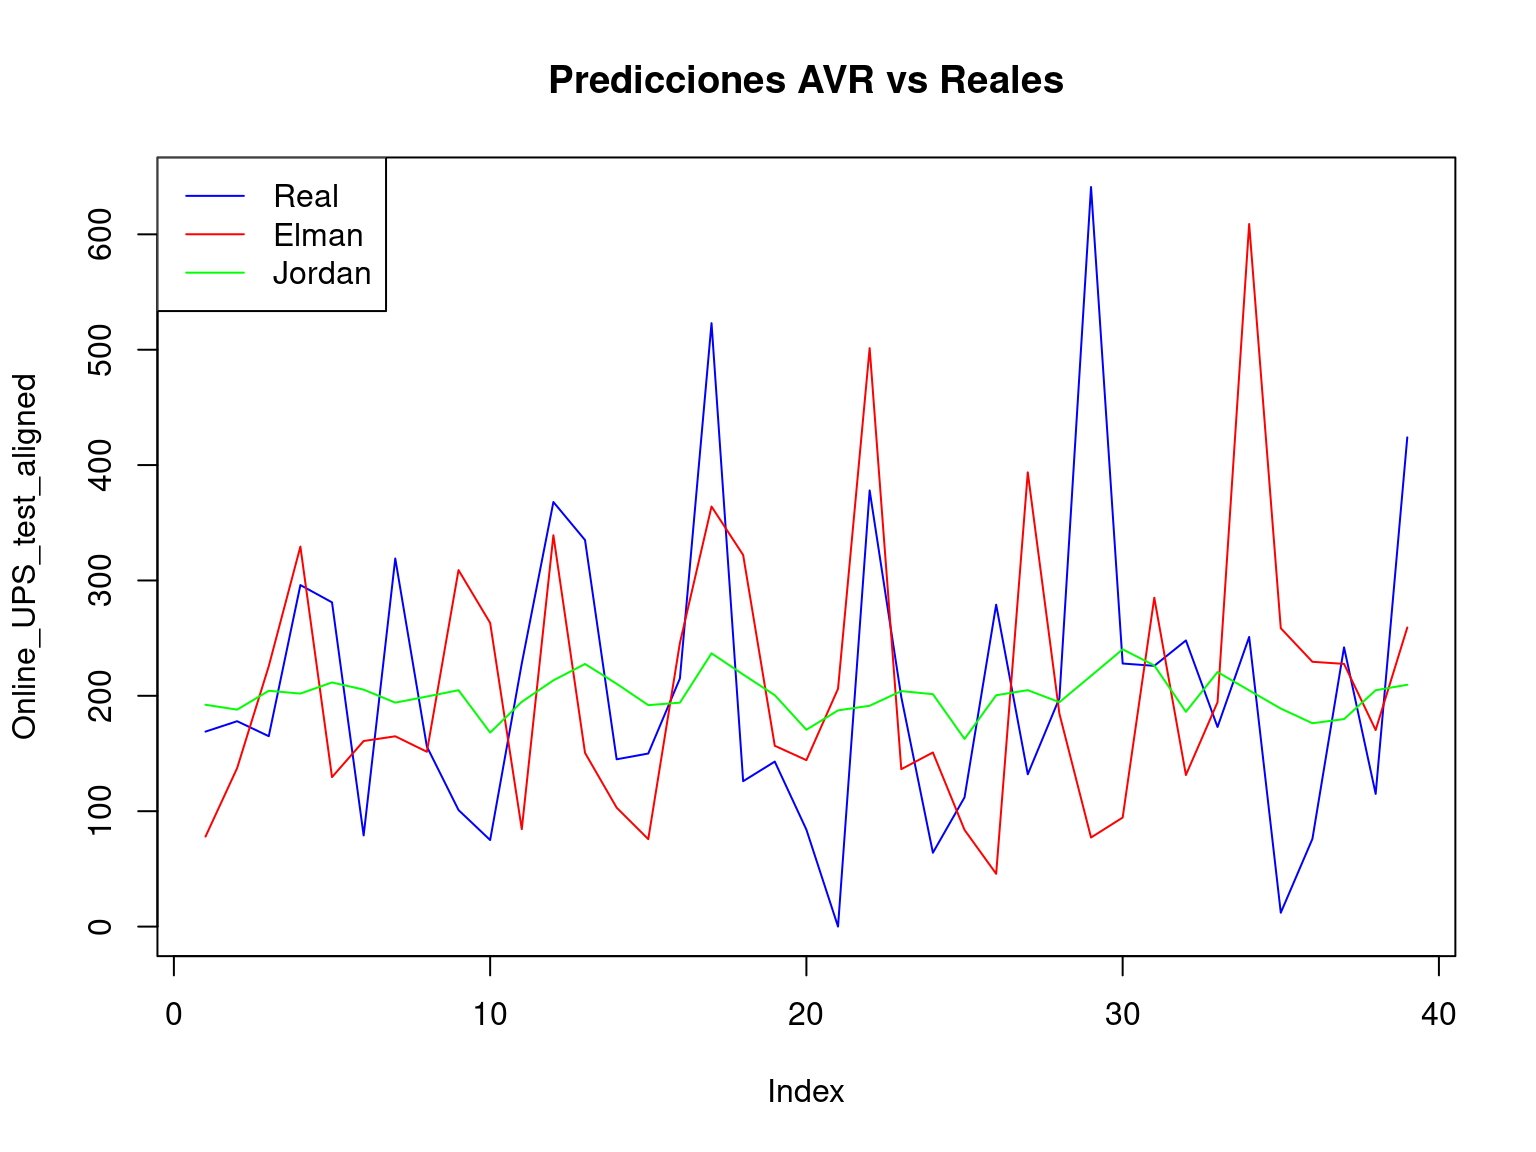 Predicciones AVR vs Reales
Real
Elman
Jordan
Online_UPS_test_aligned
600
500
400
300
200
100
0
0 10 20 30 40
Index